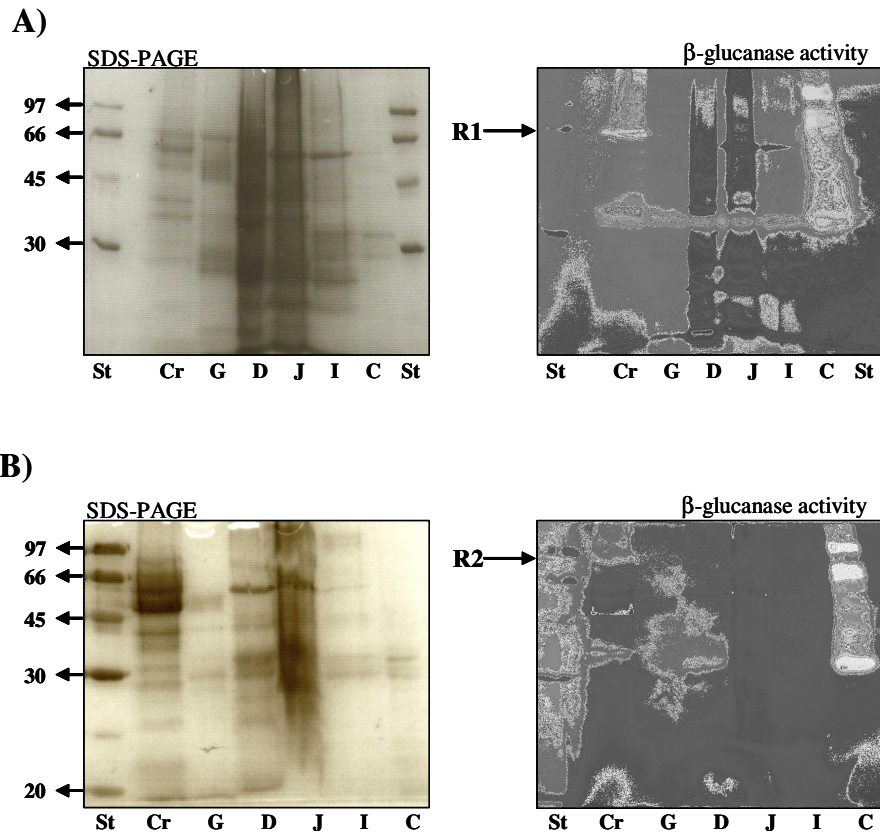 A)
SDS-PAGE
β-glucanase activity
97
66
45
30
R1
St Cr G D J I C St
St Cr G D J I C St
B)
SDS-PAGE
β-glucanase activity
97
66
45
30
20
R2
St Cr G D J I C
St Cr G D J I C